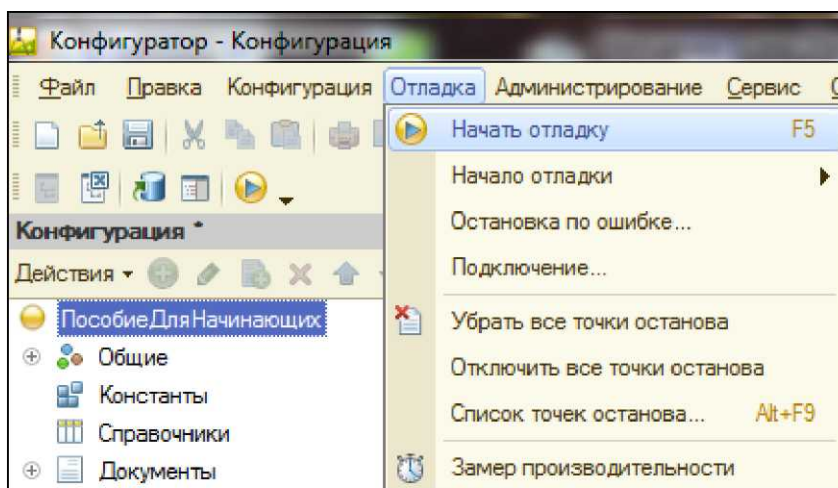 Конфигуратор - Конфигурация
Файл Правка Конфигурация Отладка Администрирование Сервис
Начать отладку F5
Начало отладки
Остановка по ошибке...
Конфигурация *
Подключение...
Действия
ПособиеДляНачинающих
Убрать все точки останова
Общие
Отключить все точки останова
Константы
Список точек останова... Alt+F9
Справочники
Документы
Замер производительности